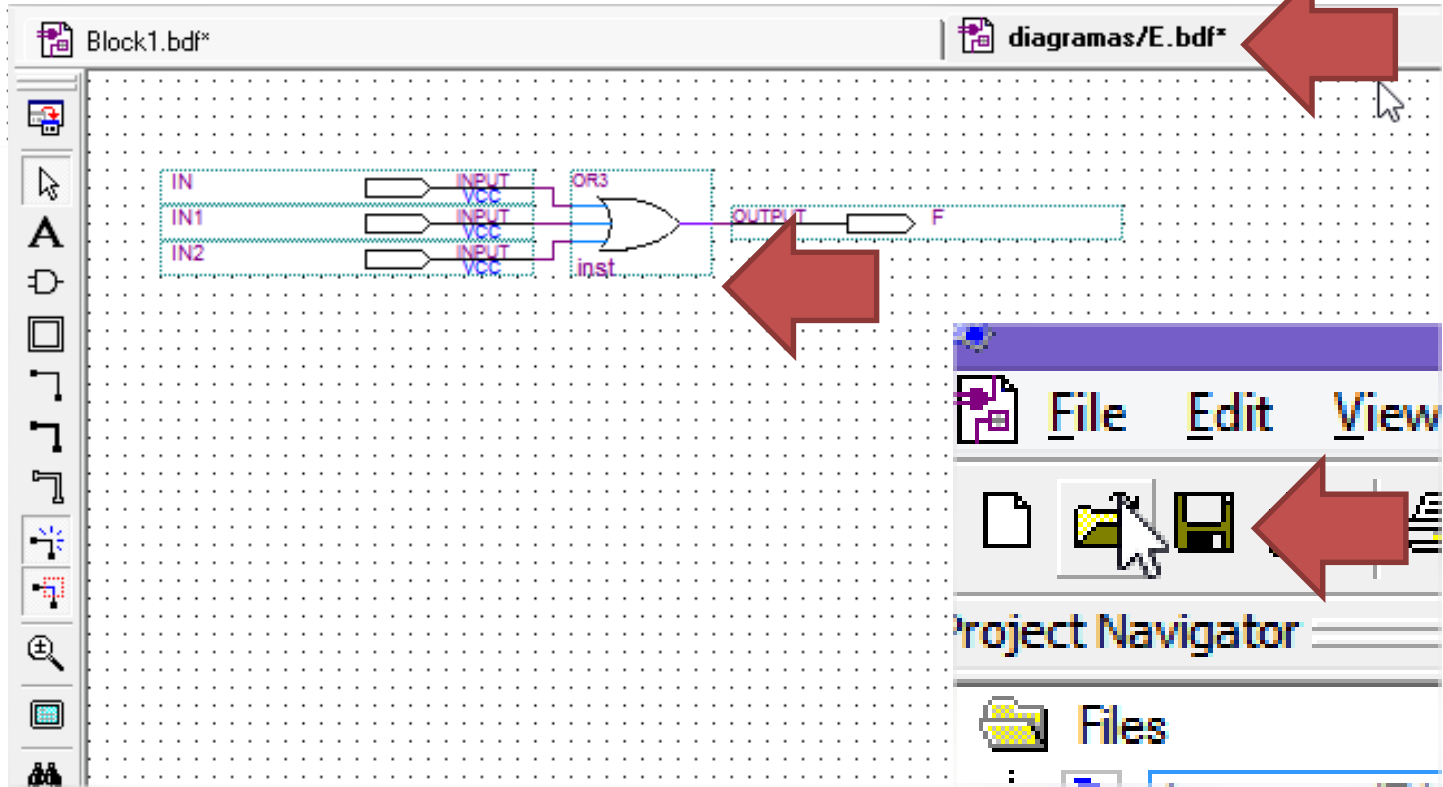 Block1.bdf*
diagramas/E.bdf*
IN INPUT VCC
IN1 INPUT VCC
IN2 INPUT VCC
OR3
inst
OUTPUT F
File Edit View
Project Navigator
Files